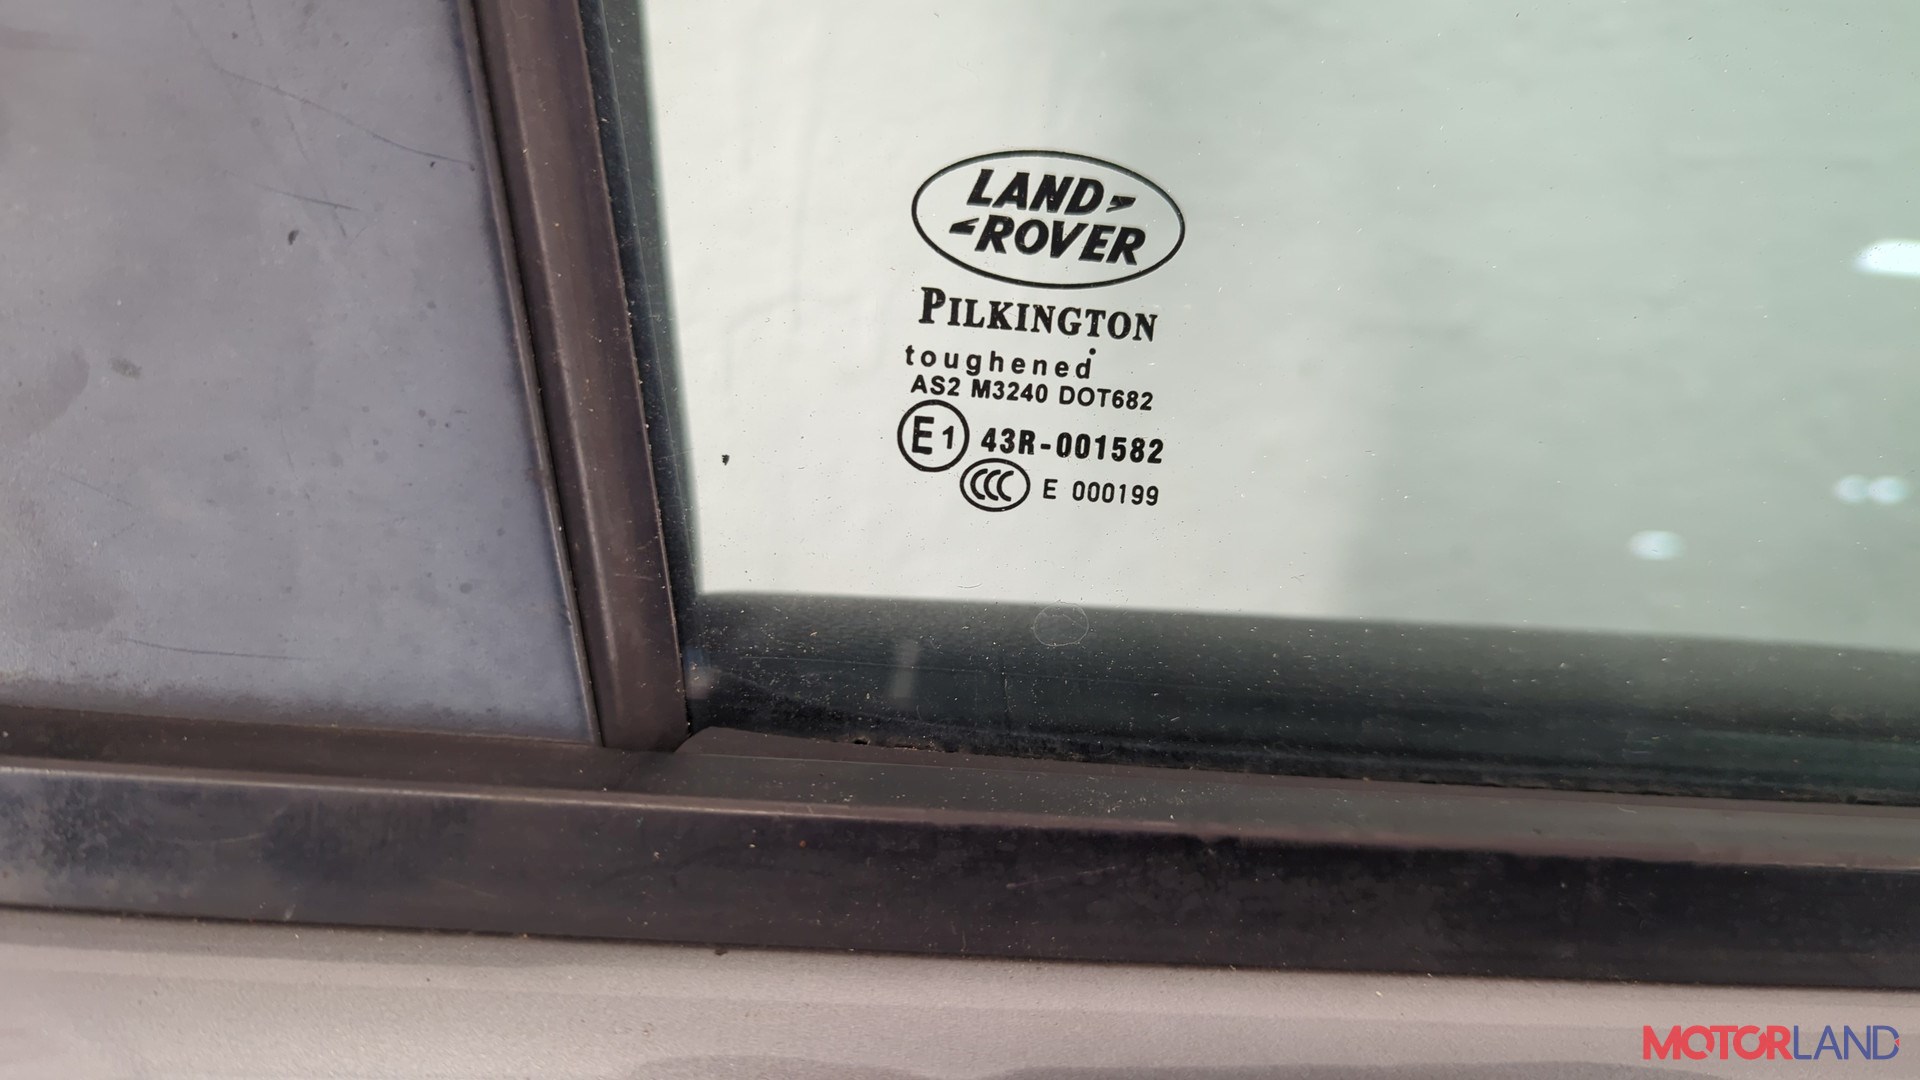 LAND
ROVER
PILKINGTON
toughened
AS2 M3240 DOT682
E1 43R-001582
CCC E 000199
MOTORLAND